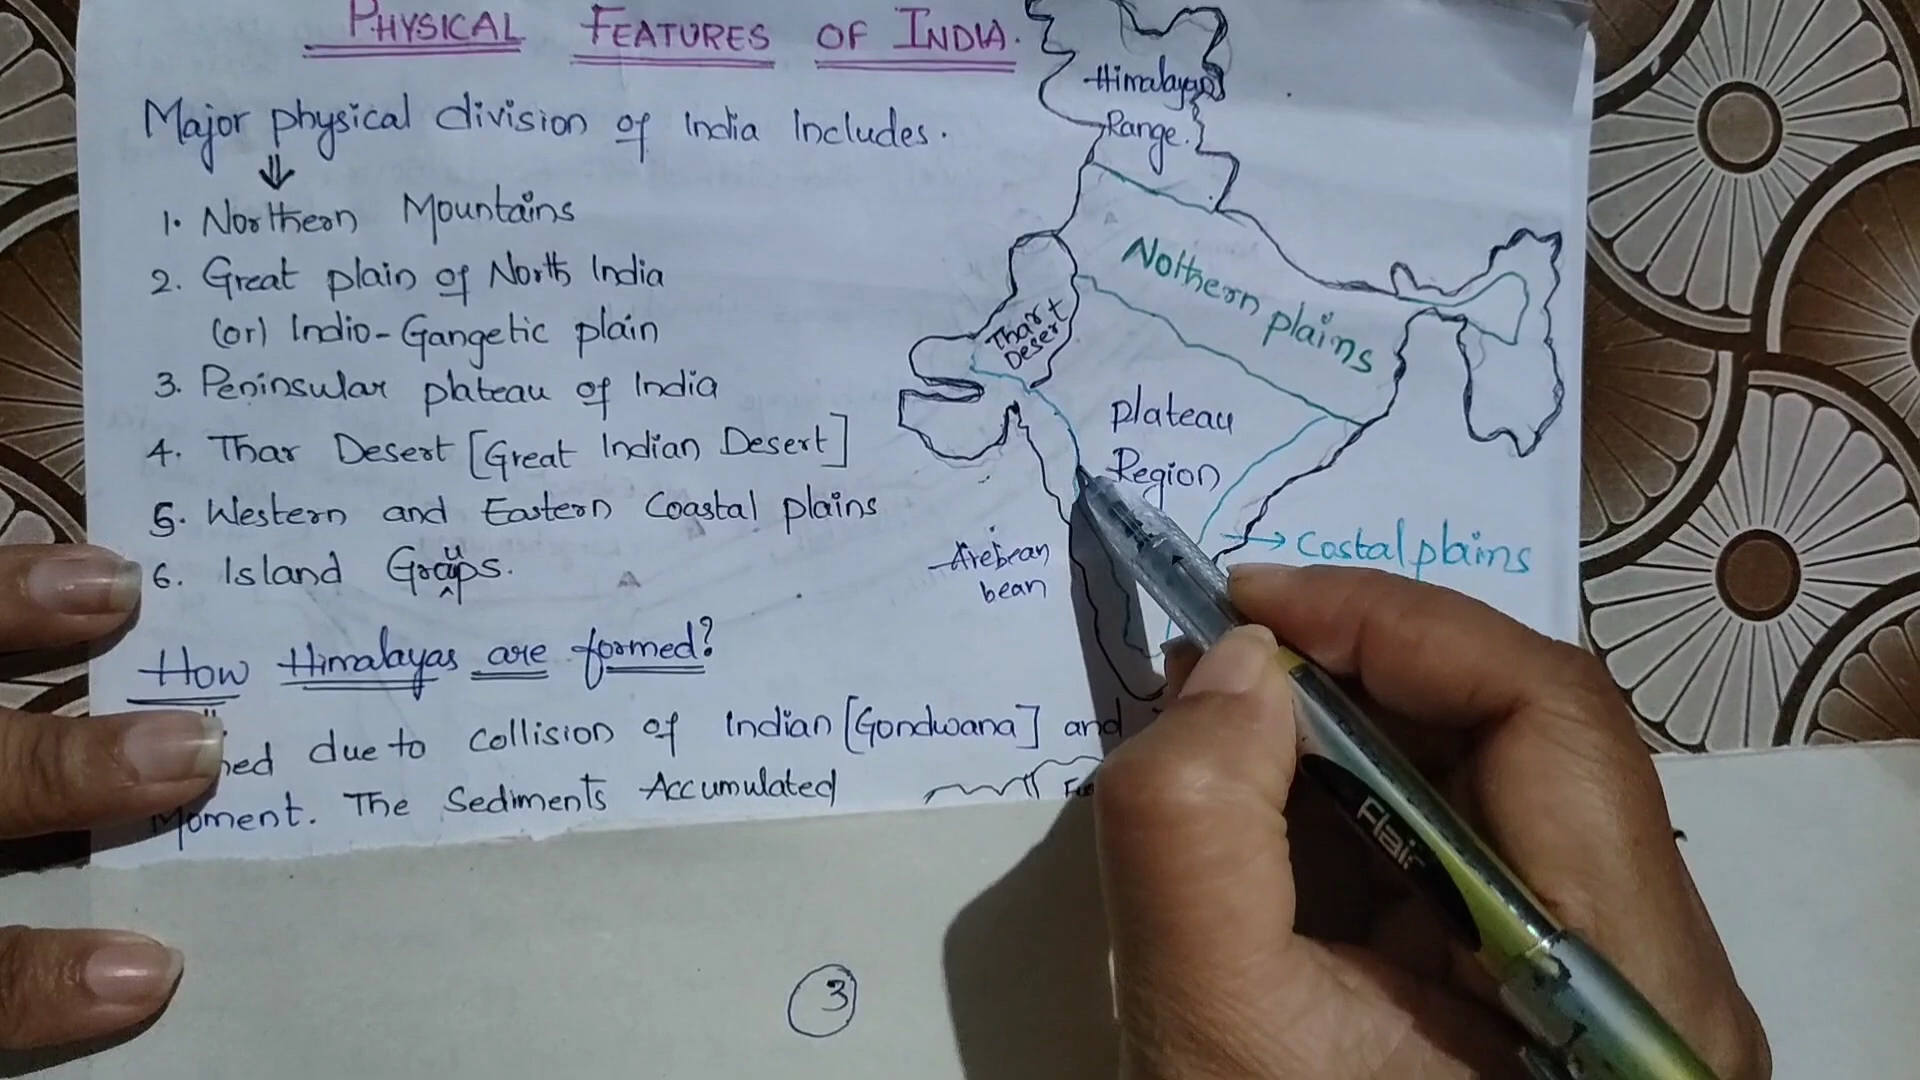 PHYSICAL FEATURES OF INDIA.
Major physical division of India Includes.
⇓
1. Northern Mountains
2. Great plain of North India
(or) Indio-Gangetic plain
3. Peninsular plateau of India
4. Thar Desert [Great Indian Desert]
5. Western and Eastern Coastal plains
6. Island Groups.
How Himalayas are formed?
due to collision of Indian [Gondwana] and
Moment. The Sediments Accumulated
Himalayan
Range.
Nothern plains
Thart
Desert
plateau
Region
→ Costal plains
Arebean
bean
3
Flair